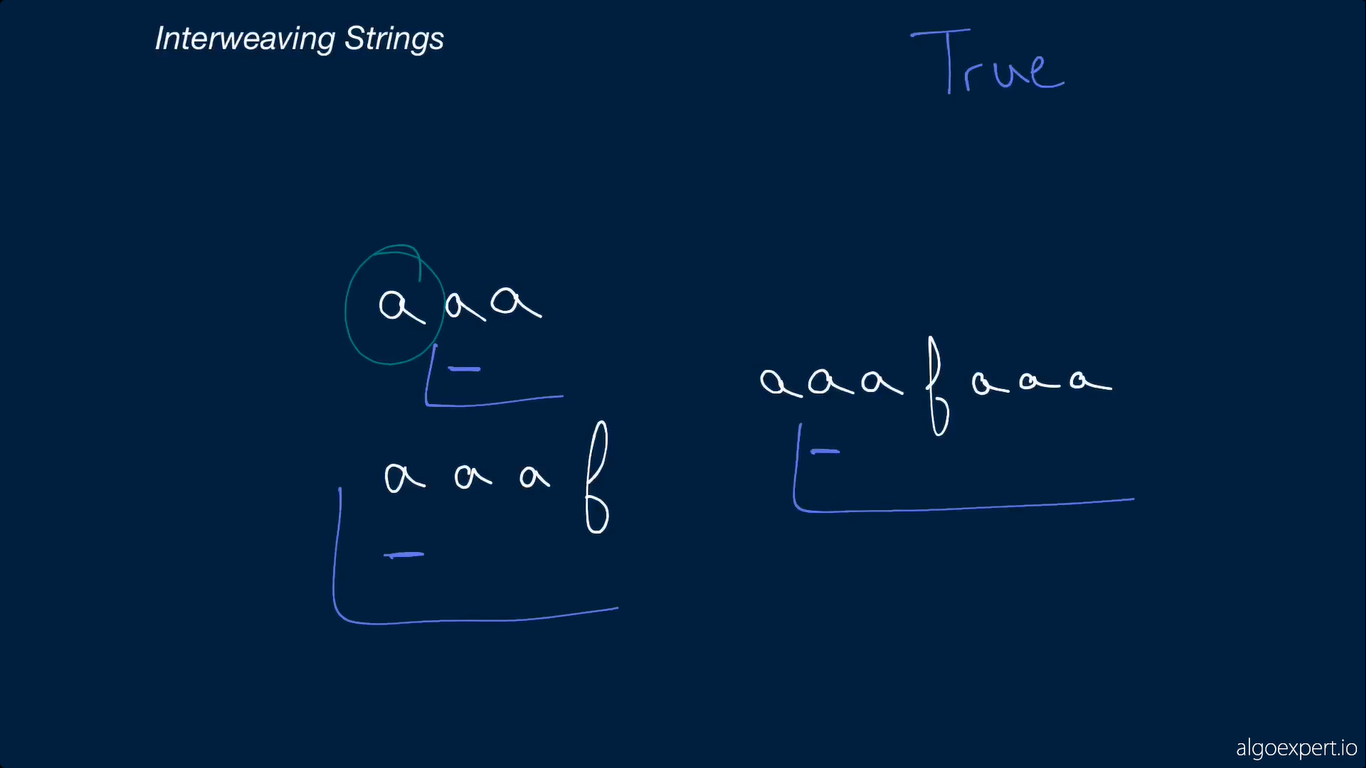 Interweaving Strings
True
aaa
aaafaaa
aaaf
algoexpert.io